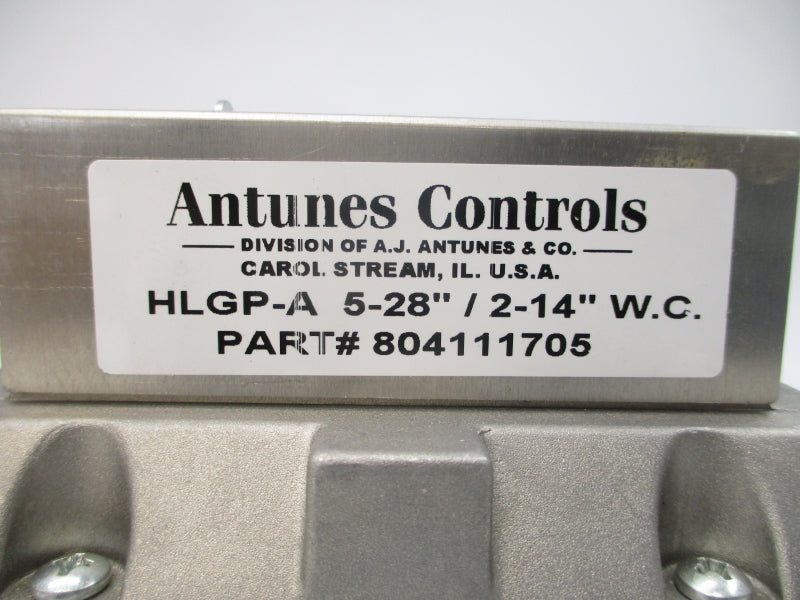 Antunes Controls
DIVISION OF A.J. ANTUNES & CO.
CAROL STREAM, IL. U.S.A.
HLGP-A 5-28" / 2-14" W.C.
PART# 804111705